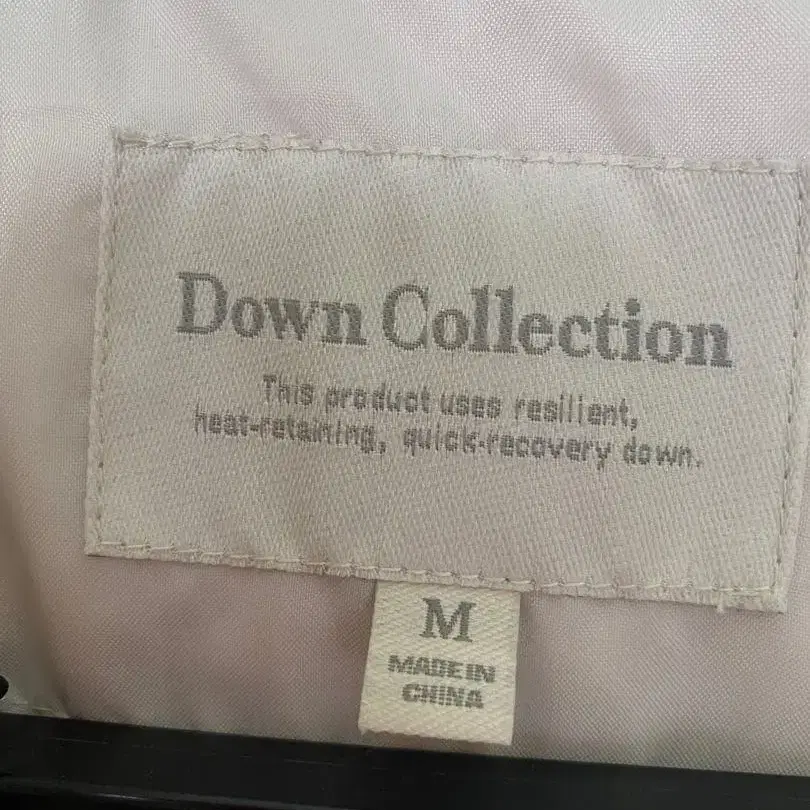 Down Collection
This product uses resilient,
heat-retaining, quick-recovery down.
M
MADE IN
CHINA